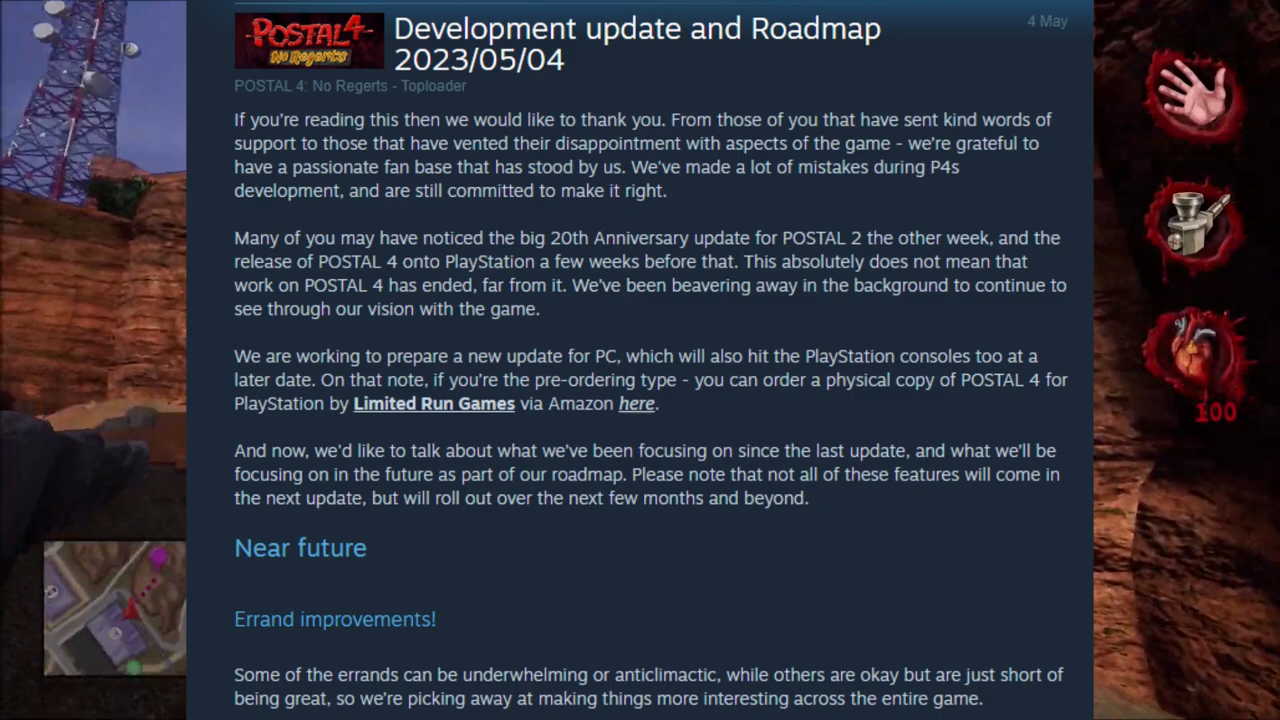 POSTAL 4
No Regerts
Development update and Roadmap
2023/05/04
4 May
POSTAL 4: No Regerts - Toploader
If you're reading this then we would like to thank you. From those of you that have sent kind words of
support to those that have vented their disappointment with aspects of the game - we're grateful to
have a passionate fan base that has stood by us. We've made a lot of mistakes during P4s
development, and are still committed to make it right.
Many of you may have noticed the big 20th Anniversary update for POSTAL 2 the other week, and the
release of POSTAL 4 onto PlayStation a few weeks before that. This absolutely does not mean that
work on POSTAL 4 has ended, far from it. We've been beavering away in the background to continue to
see through our vision with the game.
We are working to prepare a new update for PC, which will also hit the PlayStation consoles too at a
later date. On that note, if you're the pre-ordering type - you can order a physical copy of POSTAL 4 for
PlayStation by Limited Run Games via Amazon here.
And now, we'd like to talk about what we've been focusing on since the last update, and what we'll be
focusing on in the future as part of our roadmap. Please note that not all of these features will come in
the next update, but will roll out over the next few months and beyond.
Near future
Errand improvements!
Some of the errands can be underwhelming or anticlimactic, while others are okay but are just short of
being great, so we're picking away at making things more interesting across the entire game.
100